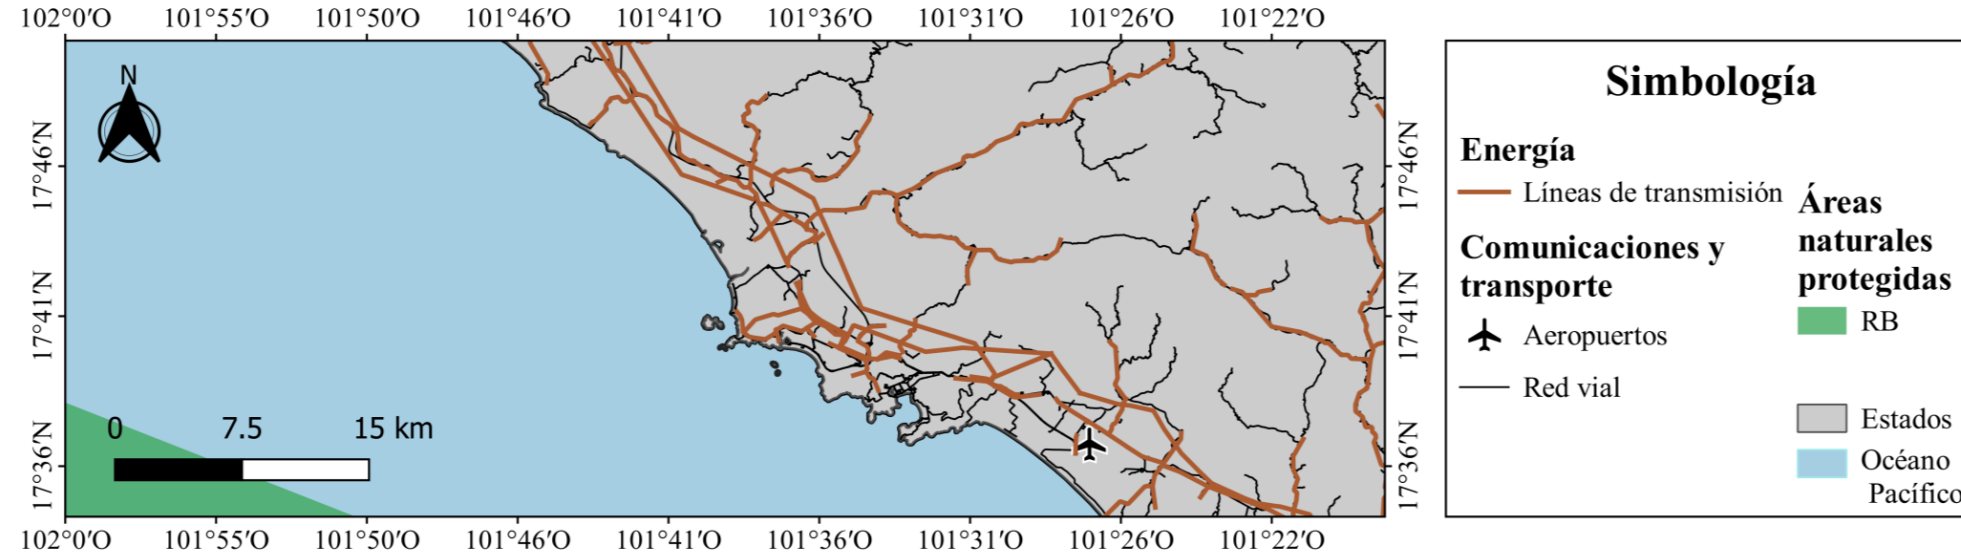 102°0′O 101°55′O 101°50′O 101°46′O 101°41′O 101°36′O 101°31′O 101°26′O 101°22′O
N
17°46′N
17°41′N
17°36′N
0 7.5 15 km
17°46′N
17°41′N
17°36′N
102°0′O 101°55′O 101°50′O 101°46′O 101°41′O 101°36′O 101°31′O 101°26′O 101°22′O
Simbología
Energía
Líneas de transmisión
Comunicaciones y
transporte
Aeropuertos
Red vial
Áreas
naturales
protegidas
RB
Estados
Océano
Pacífico